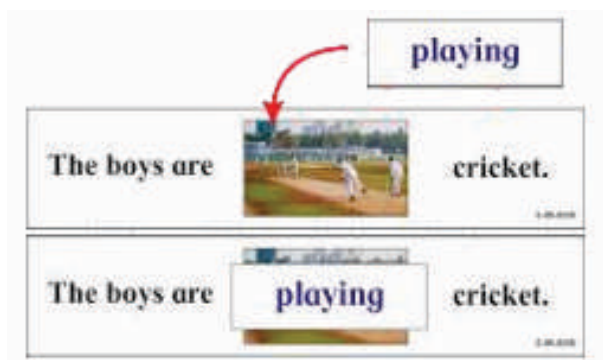 playing
The boys are cricket.
The boys are playing cricket.